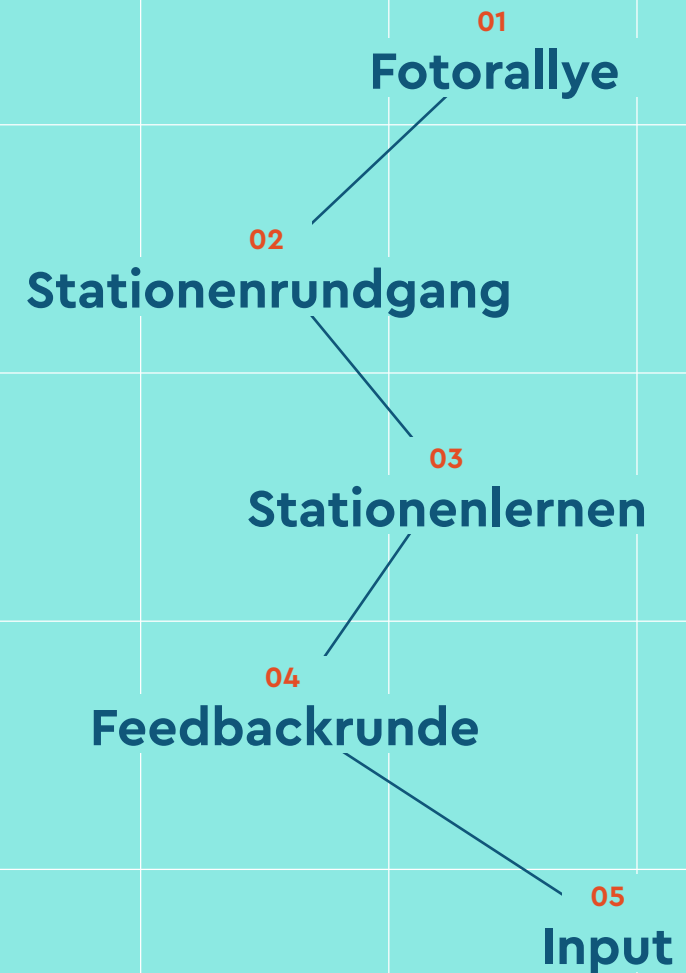 01
Fotorallye
02
Stationenrundgang
03
Stationenlernen
04
Feedbackrunde
05
Input